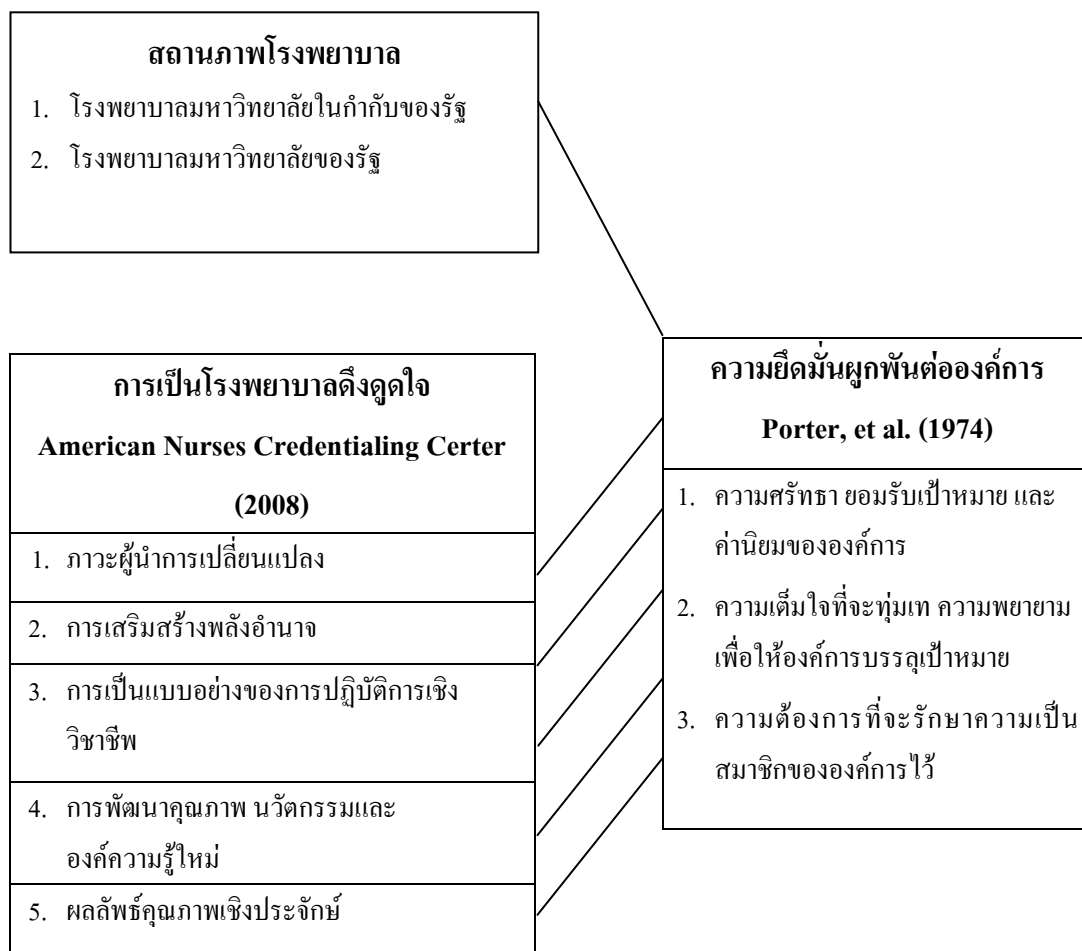 สถานภาพโรงพยาบาล
1. โรงพยาบาลมหาวิทยาลัยในกำกับของรัฐ
2. โรงพยาบาลมหาวิทยาลัยของรัฐ
การเป็นโรงพยาบาลดึงดูดใจ
American Nurses Credentialing Certer
(2008)
1. ภาวะผู้นำการเปลี่ยนแปลง
2. การเสริมสร้างพลังอำนาจ
3. การเป็นแบบอย่างของการปฏิบัติการเชิง
วิชาชีพ
4. การพัฒนาคุณภาพ นวัตกรรมและ
องค์ความรู้ใหม่
5. ผลลัพธ์คุณภาพเชิงประจักษ์
ความยึดมั่นผูกพันต่อองค์การ
Porter, et al. (1974)
1. ความศรัทธา ยอมรับเป้าหมาย และ
ค่านิยมขององค์การ
2. ความเต็มใจที่จะทุ่มเท ความพยายาม
เพื่อให้องค์การบรรลุเป้าหมาย
3. ความต้องการที่จะรักษาความเป็น
สมาชิกขององค์การไว้